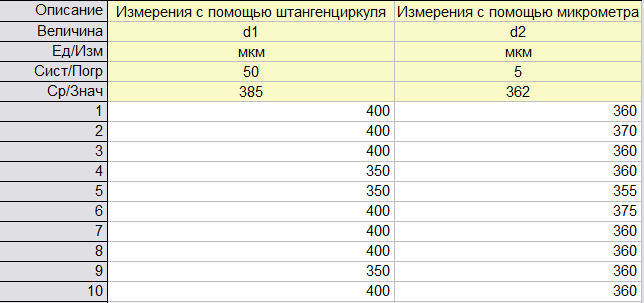 Описание Измерения с помощью штангенциркуля Измерения с помощью микрометра
Величина d1 d2
Ед/Изм мкм мкм
Сист/Погр 50 5
Ср/Знач 385 362
1 400 360
2 400 370
3 400 360
4 350 360
5 350 355
6 400 375
7 400 360
8 400 360
9 350 360
10 400 360